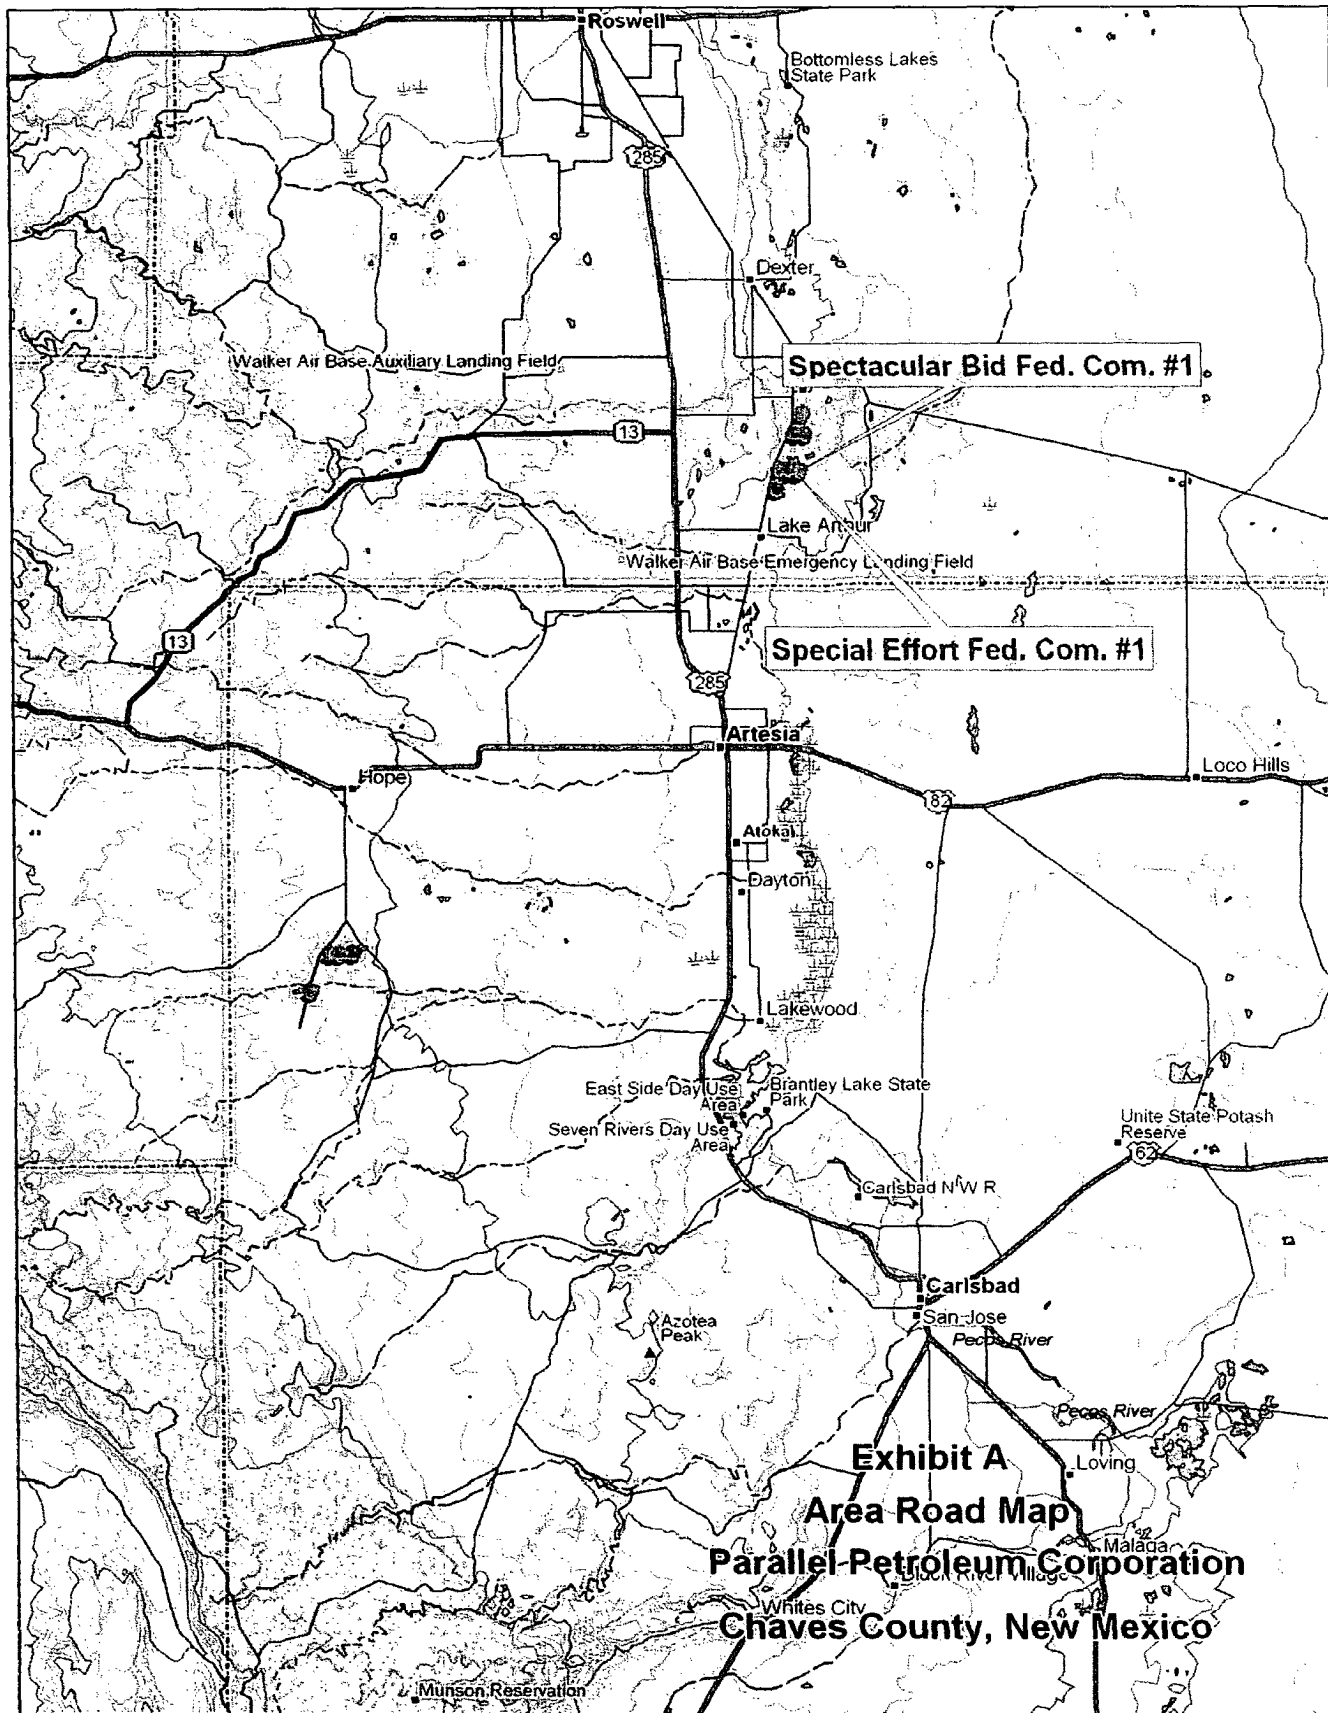 Roswell
Bottomless Lakes
State Park
285
Dexter
Walker Air Base Auxiliary Landing Field
Spectacular Bid Fed. Com. #1
13
Lake Arthur
Walker Air Base Emergency Landing Field
13
Special Effort Fed. Com. #1
285
Artesia
Hope
Loco Hills
82
Atoka
Dayton
Lakewood
East Side Day Use
Area
Brantley Lake State
Park
Seven Rivers Day Use
Area
Unite State Potash
Reserve
62
Carlsbad N W R
Carlsbad
San Jose
Pecos River
Azotea
Peak
Pecos River
Exhibit A
Loving
Area Road Map
Malaga
Parallel Petroleum Corporation
Whites City
Chaves County, New Mexico
Munson Reservation